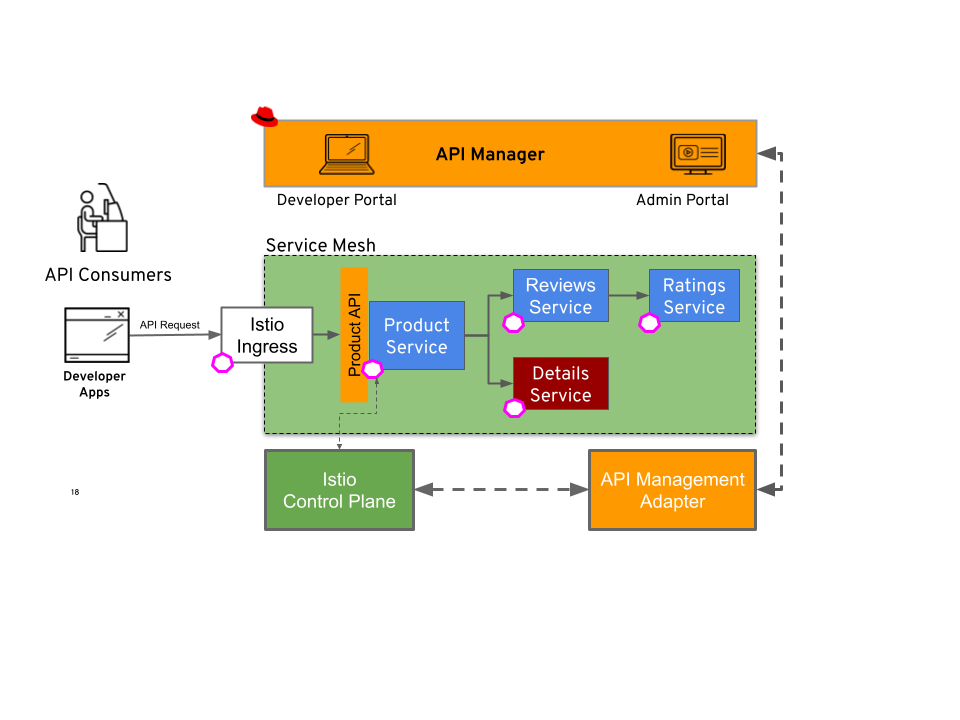 API Manager
Developer Portal
Admin Portal
API Consumers
Service Mesh
Developer
Apps
API Request
Istio
Ingress
Product API
Product
Service
Reviews
Service
Ratings
Service
Details
Service
Istio
Control Plane
API Management
Adapter
18